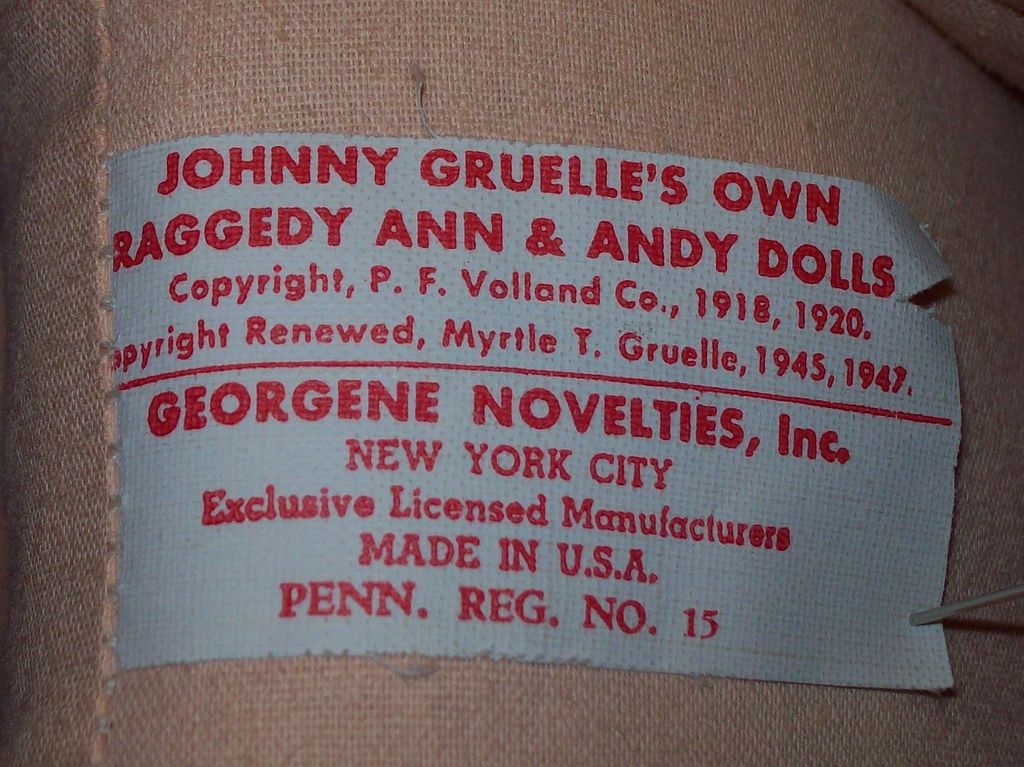 JOHNNY GRUELLE'S OWN
RAGGEDY ANN & ANDY DOLLS
Copyright, P. F. Volland Co., 1918, 1920.
opyright Renewed, Myrtle T. Gruelle, 1945, 1947.
GEORGENE NOVELTIES, Inc.
NEW YORK CITY
Exclusive Licensed Manufacturers
MADE IN U.S.A.
PENN. REG. NO. 15